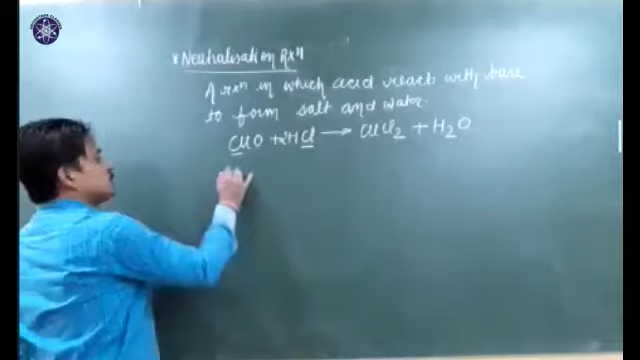 * Neutralisation Rxⁿ
A rxⁿ in which acid reacts with base
to form salt and water.
CuO + 2HCl → CuCl₂ + H₂O